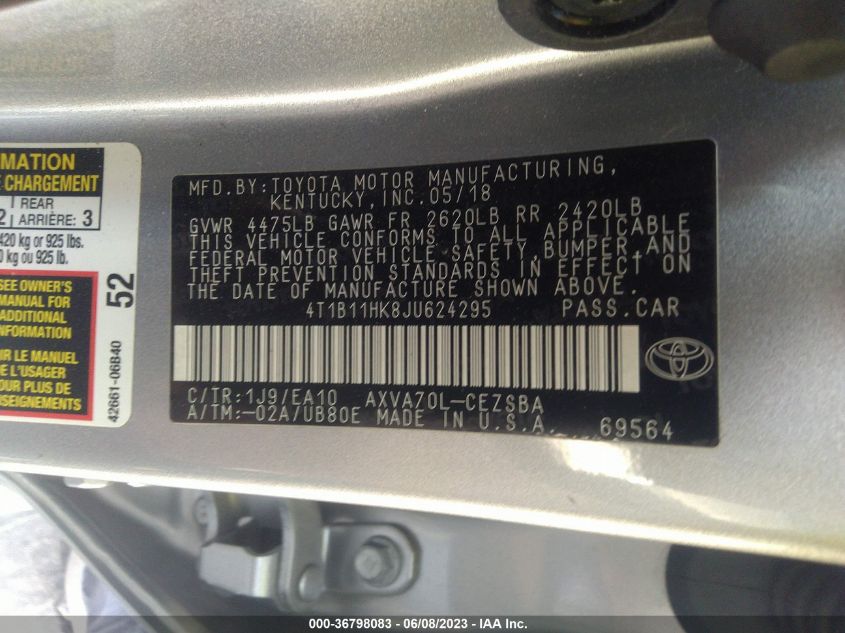 MATION
CHARGEMENT
REAR
2 ARRIÈRE: 3
420 kg or 925 lbs.
0 kg ou 925 lb.
SEE OWNER'S
MANUAL FOR
ADDITIONAL
INFORMATION
LE MANUEL
DE L'USAGER
POUR PLUS DE
52
42661-06B40
MFD.BY:TOYOTA MOTOR MANUFACTURING,
KENTUCKY,INC.05/18
GVWR 4475LB GAWR FR 2620LB RR 2420LB
THIS VEHICLE CONFORMS TO ALL APPLICABLE
FEDERAL MOTOR VEHICLE SAFETY,BUMPER,AND
THEFT PREVENTION STANDARDS IN EFFECT ON
THE DATE OF MANUFACTURE SHOWN ABOVE.
4T1B11HK8JU624295 PASS.CAR
C/TR:1J9/EA10 AXVA70L-CEZSBA
A/TM:-02A/UB80E MADE IN U.S.A. 69564
000-36798083 - 06/08/2023 - IAA Inc.